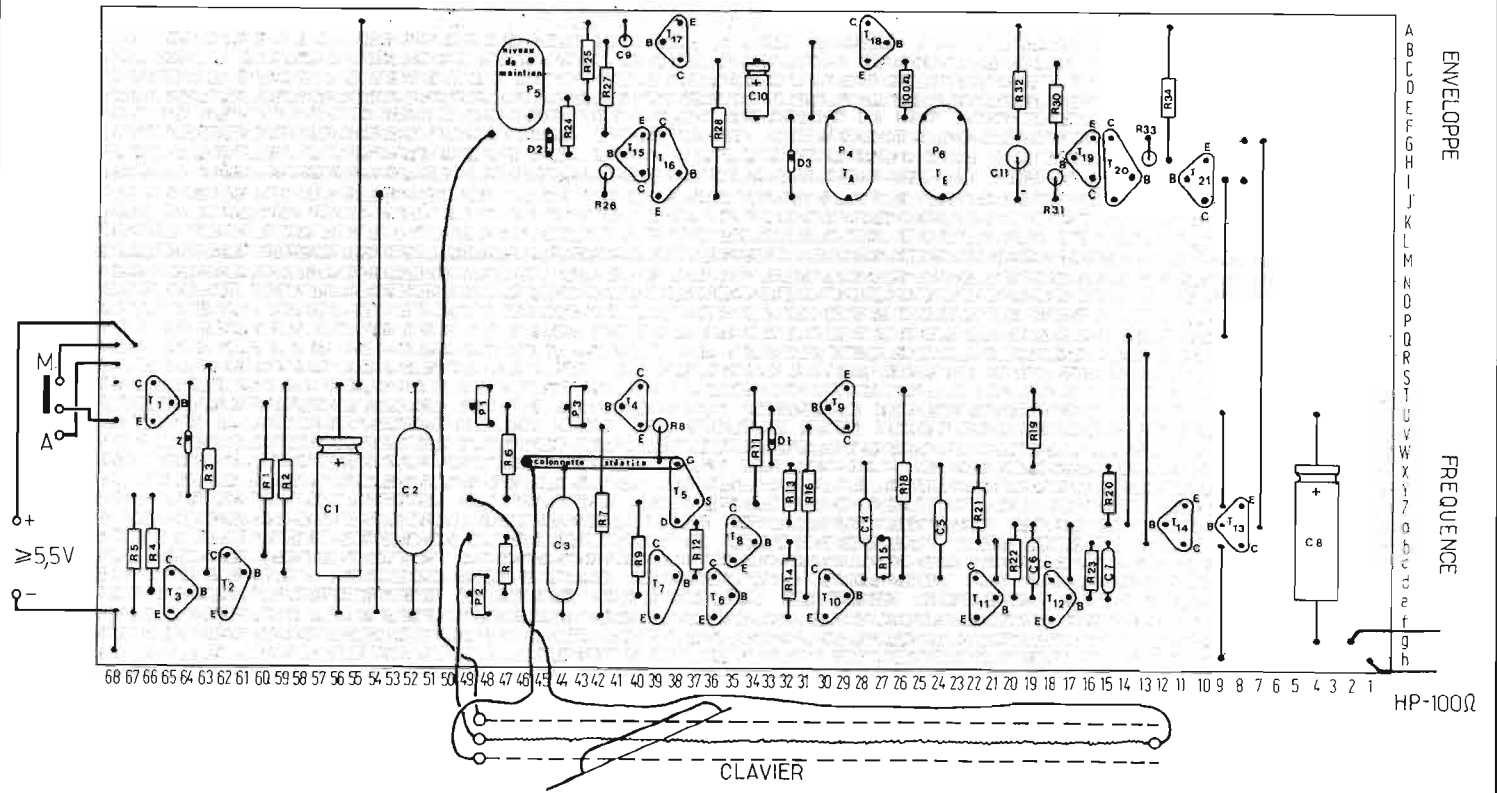 niveau
de
maintien
P5
R25
C9
T17
E
B
C
R27
R24
D2
T15
E
B
C
T16
C
B
E
R26
R28
C10
+
D3
T18
C
B
E
100Ω
P4
TA
P6
TE
R32
C11
-
R30
R31
T19
E
B
C
T20
C
B
E
R33
R34
T21
E
B
C
A
B
C
D
E
F
G
H
I
J
K
L
M
N
O
P
Q
R
S
T
U
V
W
X
Y
Z
a
b
c
d
e
f
g
h
ENVELOPPE
FREQUENCE
M
A
+
≥5,5V
-
T1
C
B
E
Z
R3
R1
R2
C1
+
C2
R5
R4
T3
C
B
E
T2
C
B
E
P1
R6
P3
T4
C
B
E
R8
colonnette stéatite
T5
G
S
D
P2
R
C3
R7
R9
T7
C
B
E
R12
T6
C
B
E
T8
C
B
E
R11
D1
R13
R16
R14
T9
E
B
C
T10
C
B
E
C4
R15
R18
C5
R21
R19
T11
C
B
E
R22
C6
T12
C
B
E
R23
C7
R20
T14
E
B
C
T13
E
B
C
C8
+
68 67 66 65 64 63 62 61 60 59 58 57 56 55 54 53 52 51 50 49 48 47 46 45 44 43 42 41 40 39 38 37 36 35 34 33 32 31 30 29 28 27 26 25 24 23 22 21 20 19 18 17 16 15 14 13 12 11 10 9 8 7 6 5 4 3 2 1
HP-100Ω
CLAVIER